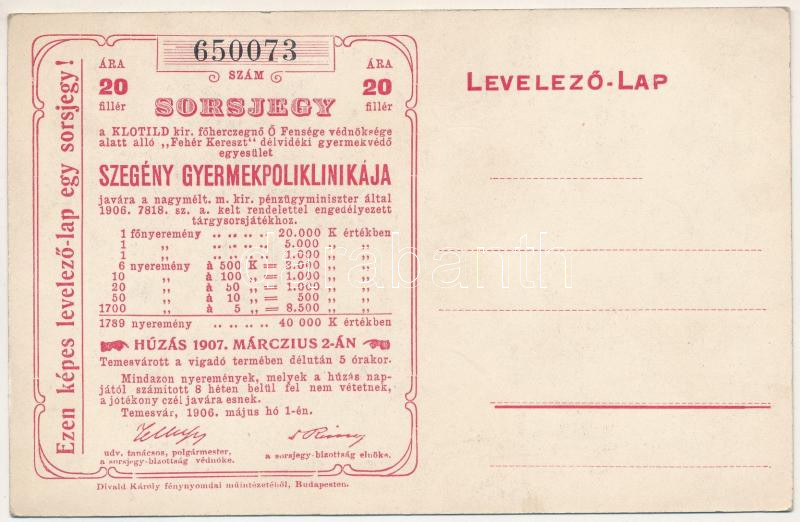 650073
SZÁM
ÁRA
20
fillér
ÁRA
20
fillér
SORSJEGY
a KLOTILD kir. főherczegnő Ő Fensége védnöksége
alatt álló „Fehér Kereszt" délvidéki gyermekvédő
egyesület
SZEGÉNY GYERMEKPOLIKLINIKÁJA
javára a nagymélt. m. kir. pénzügyminiszter által
1906. 7818. sz. a. kelt rendelettel engedélyezett
tárgysorsjátékhoz.
1 főnyeremény .. .. .. .. 20.000 K értékben
1 „ .. .. .. .. 5.000 „ „
1 „ .. .. .. .. 1.000 „ „
6 nyeremény à 500 K = 3.000 „ „
10 „ à 100 „ = 1.000 „ „
20 „ à 50 „ = 1.000 „ „
50 „ à 10 „ = 500 „ „
1700 „ à 5 „ = 8.500 „ „
1789 nyeremény .. .. .. .. 40 000 K értékben
HÚZÁS 1907. MÁRCZIUS 2-ÁN
Temesvárott a vigadó termében délután 5 órakor.
Mindazon nyeremények, melyek a húzás nap-
jától számított 8 héten belül fel nem vétetnek,
a jótékony czél javára esnek.
Temesvár, 1906. május hó 1-én.
udv. tanácsos, polgármester,
a sorsjegy-bizottság védnöke.
a sorsjegy-bizottság elnöke.
Divald Károly fénynyomdai műintézetéből, Budapesten.
Ezen képes levelező-lap egy sorsjegy!
LEVELEZŐ-LAP
darabanth